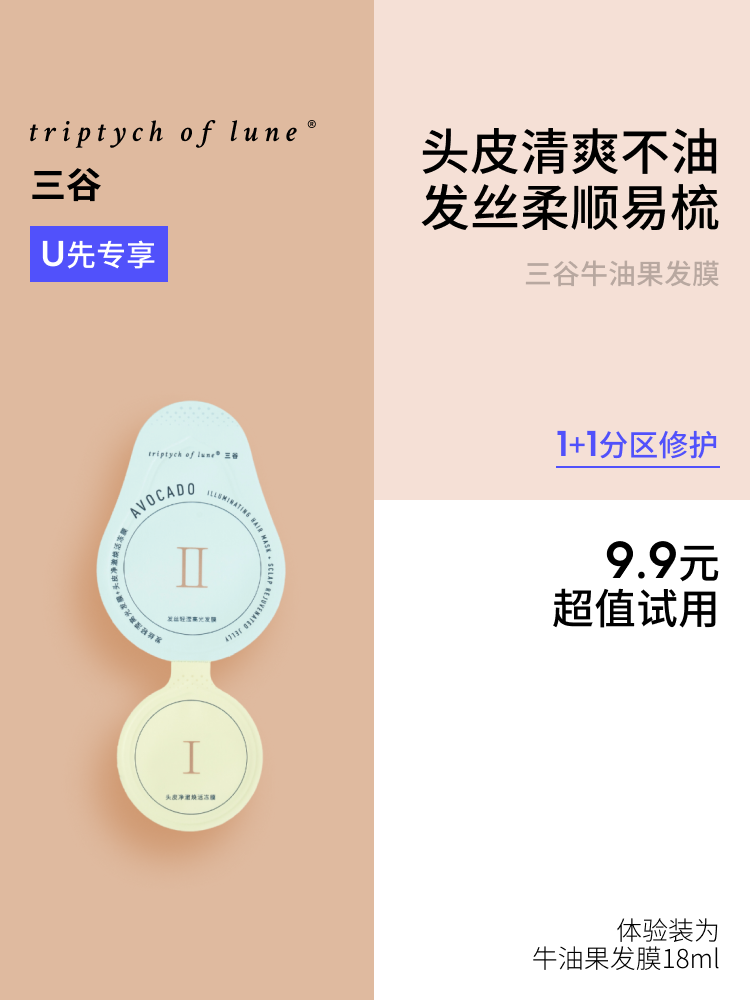 triptych of lune®
三谷
U先专享
头皮清爽不油
发丝柔顺易梳
三谷牛油果发膜
1+1分区修护
9.9元
超值试用
体验装为
牛油果发膜18ml
triptych of lune® 三谷
AVOCADO
ILLUMINATING HAIR MASK + SCLAP REJUVENATED JELLY
II
发丝轻澄熏光发膜
I
头皮净澈焕活冻膜